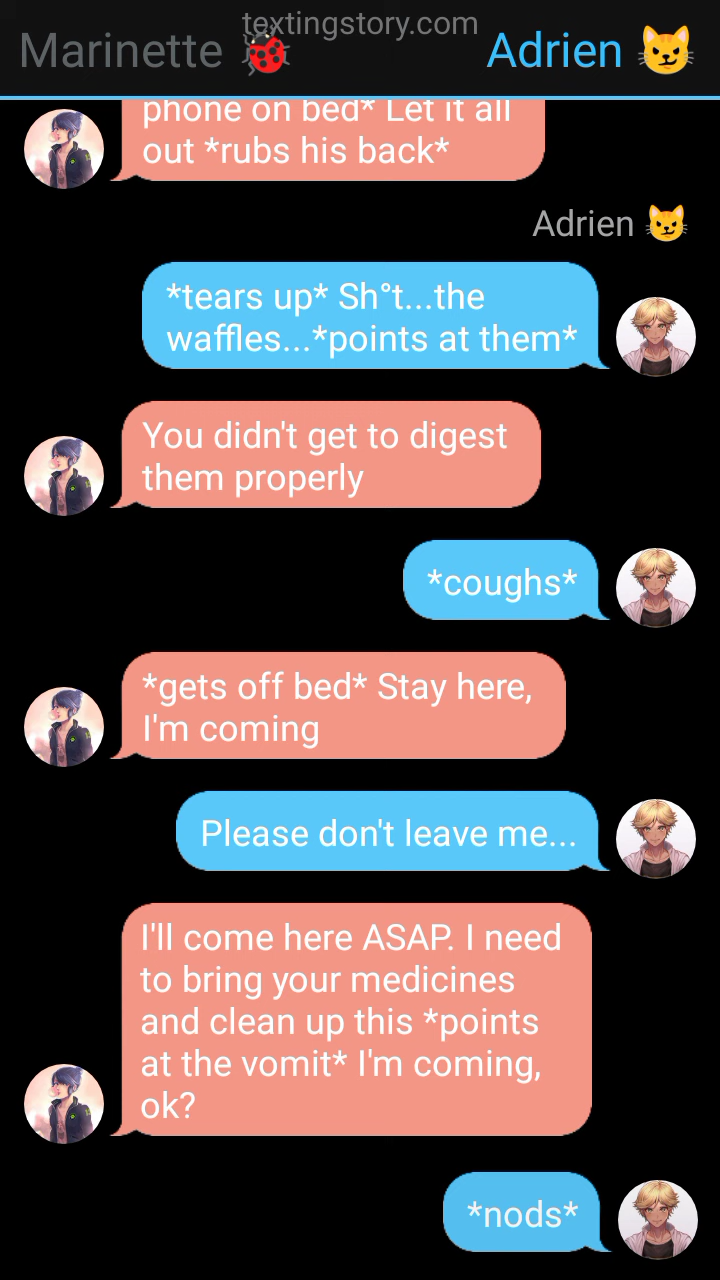 textingstory.com
Marinette 🐞 Adrien 😼
phone on bed* Let it all
out *rubs his back*
Adrien 😼
*tears up* Sh°t...the
waffles...*points at them*
You didn't get to digest
them properly
*coughs*
*gets off bed* Stay here,
I'm coming
Please don't leave me...
I'll come here ASAP. I need
to bring your medicines
and clean up this *points
at the vomit* I'm coming,
ok?
*nods*